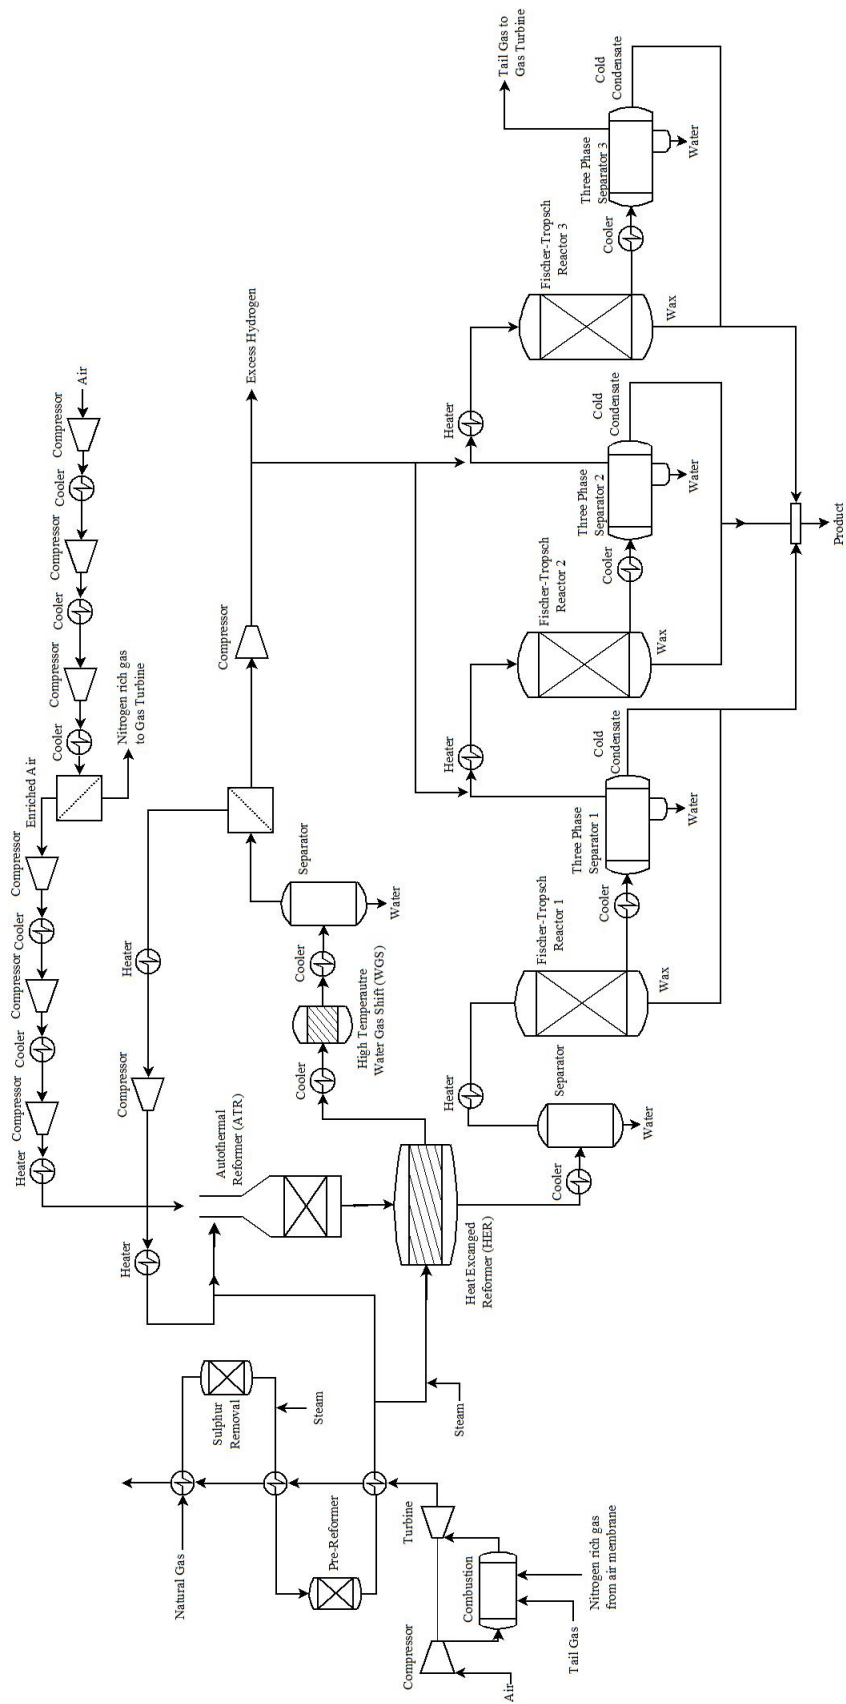 Heater
Compressor
Cooler
Compressor
Cooler
Compressor
Enriched Air
Cooler
Compressor
Cooler
Compressor
Cooler
Compressor
Air
Nitrogen rich gas
to Gas Turbine
Natural Gas
Sulphur
Removal
Heater
Compressor
Heater
Autothermal
Reformer (ATR)
Compressor
Excess Hydrogen
Steam
Pre-Reformer
Cooler
High Temperautre
Water Gas Shift (WGS)
Cooler
Separator
Water
Compressor
Turbine
Combustion
Air
Tail Gas
Nitrogen rich gas
from air membrane
Steam
Heat Excanged
Reformer (HER)
Heater
Cooler
Separator
Water
Fischer-Tropsch
Reactor 1
Wax
Cooler
Three Phase
Separator 1
Water
Cold
Condensate
Heater
Fischer-Tropsch
Reactor 2
Wax
Cooler
Three Phase
Separator 2
Water
Cold
Condensate
Heater
Fischer-Tropsch
Reactor 3
Wax
Cooler
Three Phase
Separator 3
Water
Cold
Condensate
Tail Gas to
Gas Turbine
Product